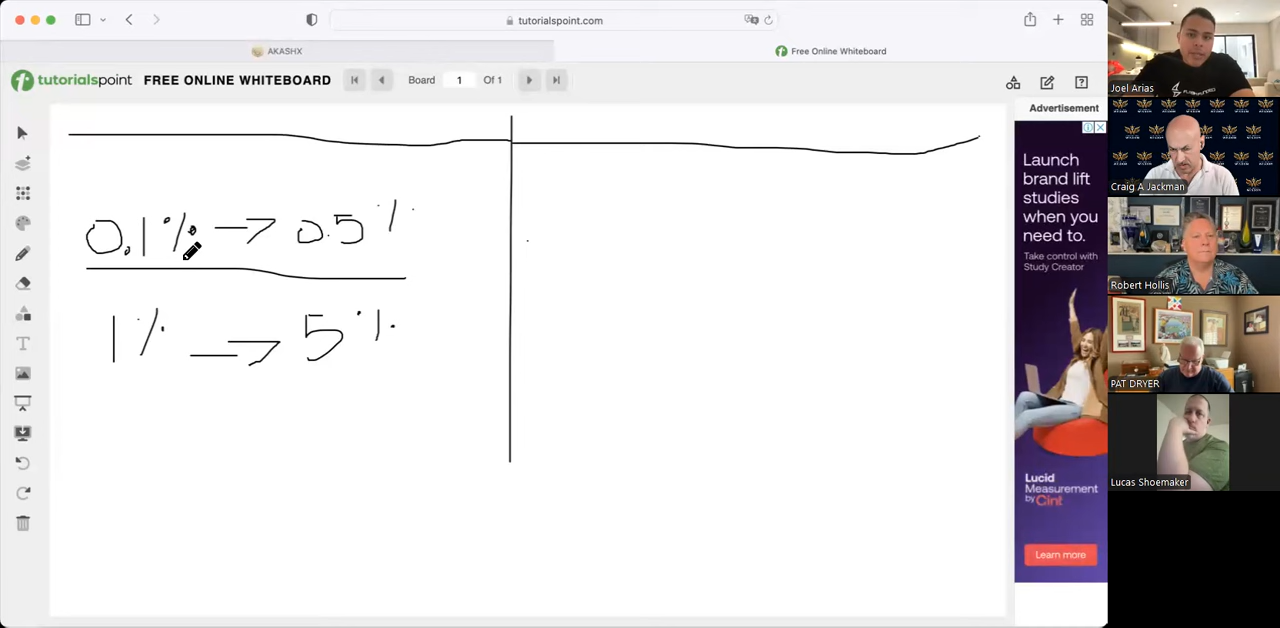 tutorialspoint.com
AKASHX
Free Online Whiteboard
tutorialspoint FREE ONLINE WHITEBOARD
Board 1 Of 1
Advertisement
0.1% → 0.5%
1% → 5%
Launch
brand lift
studies
when you
need to.
Take control with
Study Creator
Lucid
Measurement
by Cint
Learn more
Joel Arias
Craig A Jackman
Robert Hollis
PAT DRYER
Lucas Shoemaker